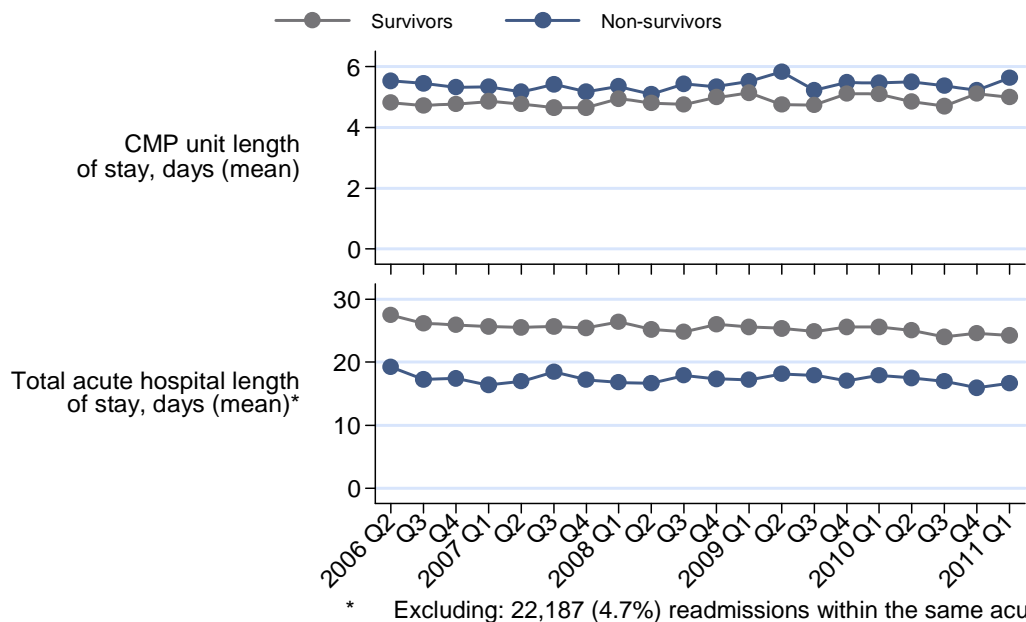 Survivors Non-survivors
6
4
2
0
CMP unit length
of stay, days (mean)
30
20
10
0
Total acute hospital length
of stay, days (mean)*
2006 Q2 Q3 Q4 2007 Q1 Q2 Q3 Q4 2008 Q1 Q2 Q3 Q4 2009 Q1 Q2 Q3 Q4 2010 Q1 Q2 Q3 Q4 2011 Q1
* Excluding: 22,187 (4.7%) readmissions within the same acu